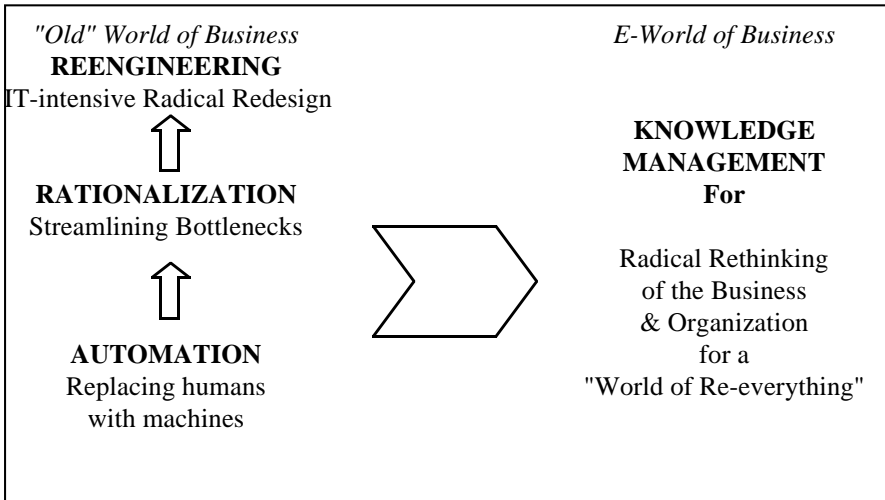 "Old" World of Business
REENGINEERING
IT-intensive Radical Redesign
RATIONALIZATION
Streamlining Bottlenecks
AUTOMATION
Replacing humans
with machines
E-World of Business
KNOWLEDGE
MANAGEMENT
For
Radical Rethinking
of the Business
& Organization
for a
"World of Re-everything"